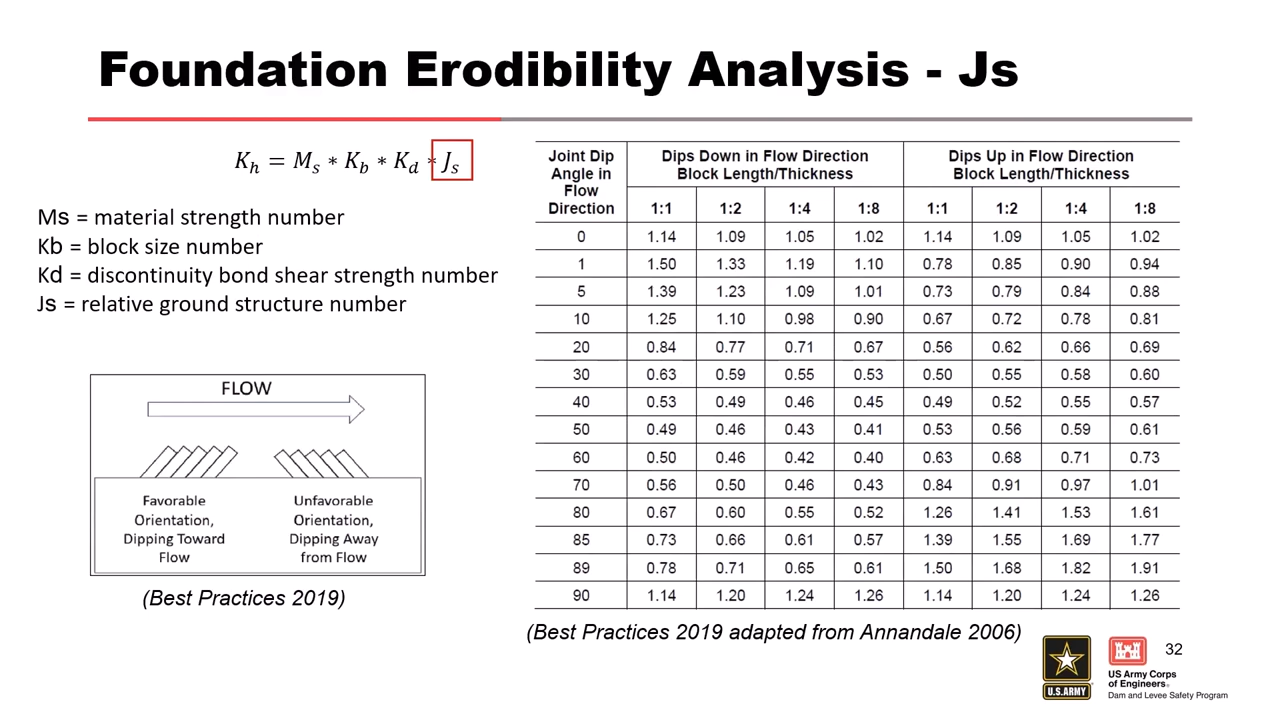 Foundation Erodibility Analysis - Js
K_h = M_s * K_b * K_d * J_s
Ms = material strength number
Kb = block size number
Kd = discontinuity bond shear strength number
Js = relative ground structure number
FLOW
Favorable
Orientation,
Dipping Toward
Flow
Unfavorable
Orientation,
Dipping Away
from Flow
(Best Practices 2019)
Joint Dip
Angle in
Flow
Direction
Dips Down in Flow Direction
Block Length/Thickness
Dips Up in Flow Direction
Block Length/Thickness
1:1 1:2 1:4 1:8 1:1 1:2 1:4 1:8
0 1.14 1.09 1.05 1.02 1.14 1.09 1.05 1.02
1 1.50 1.33 1.19 1.10 0.78 0.85 0.90 0.94
5 1.39 1.23 1.09 1.01 0.73 0.79 0.84 0.88
10 1.25 1.10 0.98 0.90 0.67 0.72 0.78 0.81
20 0.84 0.77 0.71 0.67 0.56 0.62 0.66 0.69
30 0.63 0.59 0.55 0.53 0.50 0.55 0.58 0.60
40 0.53 0.49 0.46 0.45 0.49 0.52 0.55 0.57
50 0.49 0.46 0.43 0.41 0.53 0.56 0.59 0.61
60 0.50 0.46 0.42 0.40 0.63 0.68 0.71 0.73
70 0.56 0.50 0.46 0.43 0.84 0.91 0.97 1.01
80 0.67 0.60 0.55 0.52 1.26 1.41 1.53 1.61
85 0.73 0.66 0.61 0.57 1.39 1.55 1.69 1.77
89 0.78 0.71 0.65 0.61 1.50 1.68 1.82 1.91
90 1.14 1.20 1.24 1.26 1.14 1.20 1.24 1.26
(Best Practices 2019 adapted from Annandale 2006)
U.S.ARMY
US Army Corps
of Engineers®
Dam and Levee Safety Program
32